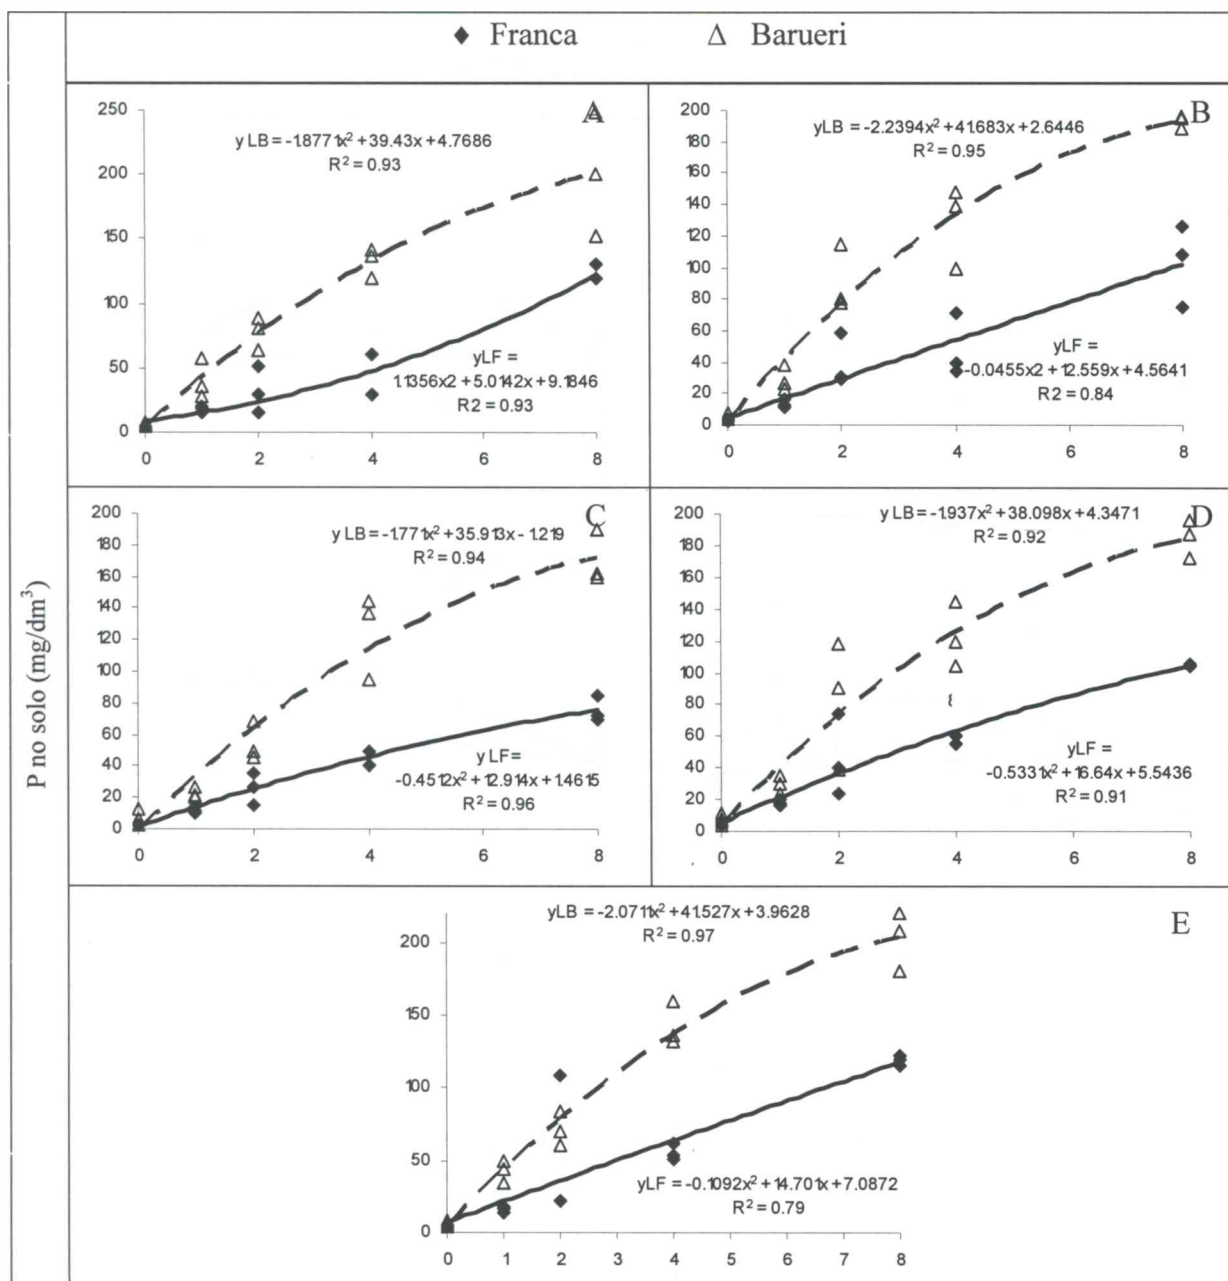 ◆ Franca △ Barueri
P no solo (mg/dm³)
A
y LB = -1.8771x² + 39.43x + 4.7686
R² = 0.93
250
200
150
100
50
0
yLF =
1.1356x2 + 5.0142x + 9.1846
R2 = 0.93
0 2 4 6 8
B
yLB = -2.2394x² + 41.683x + 2.6446
R² = 0.95
200
180
160
140
120
100
80
60
40
20
0
yLF =
-0.0455x2 + 12.559x + 4.5641
R2 = 0.84
0 2 4 6 8
C
y LB = -1.771x² + 35.913x - 1.219
R² = 0.94
200
180
160
140
120
100
80
60
40
20
0
y LF =
-0.4512x² + 12.914x + 1.4615
R² = 0.96
0 2 4 6 8
D
y LB = -1.937x² + 38.098x + 4.3471
R² = 0.92
200
180
160
140
120
100
80
60
40
20
0
yLF =
-0.5331x² + 16.64x + 5.5436
R² = 0.91
0 2 4 6 8
E
yLB = -2.0711x² + 41.527x + 3.9628
R² = 0.97
200
150
100
50
0
yLF = -0.1092x² + 14.701x + 7.0872
R² = 0.79
0 1 2 3 4 5 6 7 8